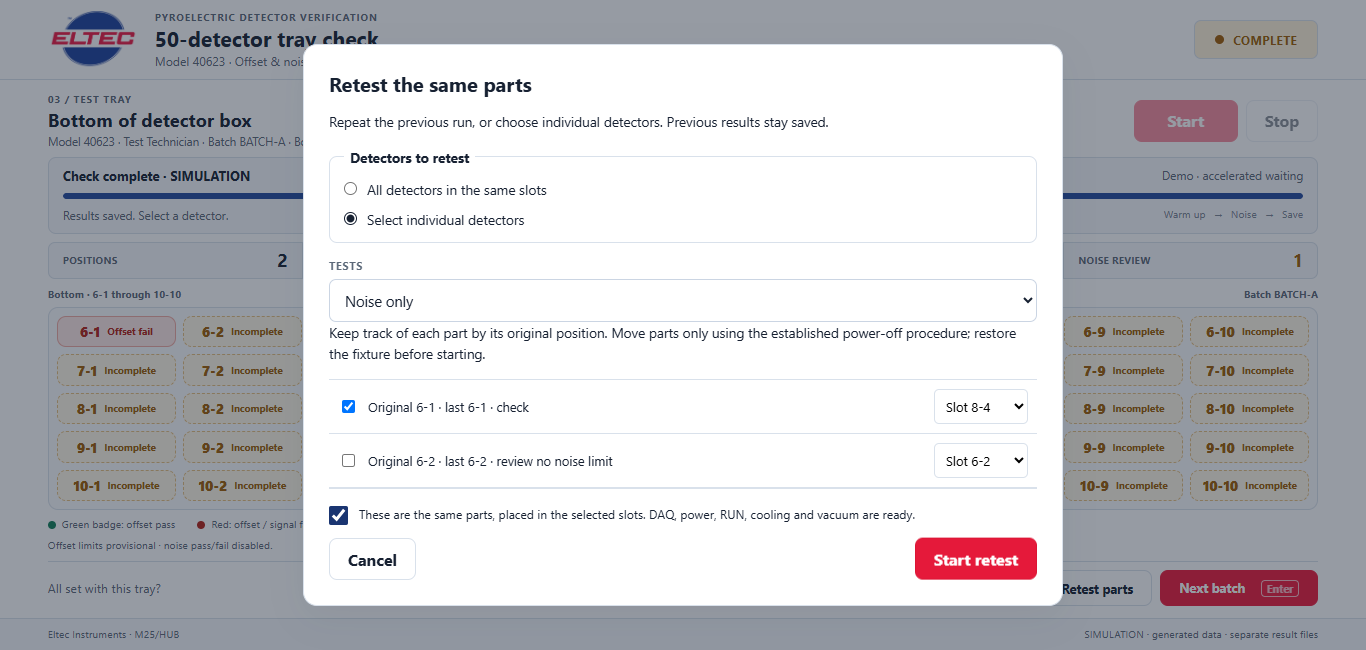 ELTEC
PYROELECTRIC DETECTOR VERIFICATION
50-detector tray check
Model 40623 · Offset & nois
COMPLETE
03 / TEST TRAY
Bottom of detector box
Model 40623 · Test Technician · Batch BATCH-A · Bo
Start
Stop
Check complete · SIMULATION
Demo · accelerated waiting
Results saved. Select a detector.
Warm up → Noise → Save
POSITIONS 2
NOISE REVIEW 1
Bottom · 6-1 through 10-10
Batch BATCH-A
6-1 Offset fail
6-2 Incomplete
6-9 Incomplete
6-10 Incomplete
7-1 Incomplete
7-2 Incomplete
7-9 Incomplete
7-10 Incomplete
8-1 Incomplete
8-2 Incomplete
8-9 Incomplete
8-10 Incomplete
9-1 Incomplete
9-2 Incomplete
9-9 Incomplete
9-10 Incomplete
10-1 Incomplete
10-2 Incomplete
10-9 Incomplete
10-10 Incomplete
Green badge: offset pass
Red: offset / signal f
Offset limits provisional · noise pass/fail disabled.
All set with this tray?
Retest parts
Next batch Enter
Eltec Instruments · M25/HUB
SIMULATION · generated data · separate result files
Retest the same parts
Repeat the previous run, or choose individual detectors. Previous results stay saved.
Detectors to retest
All detectors in the same slots
Select individual detectors
TESTS
Noise only
Keep track of each part by its original position. Move parts only using the established power-off procedure; restore
the fixture before starting.
Original 6-1 · last 6-1 · check
Slot 8-4
Original 6-2 · last 6-2 · review no noise limit
Slot 6-2
These are the same parts, placed in the selected slots. DAQ, power, RUN, cooling and vacuum are ready.
Cancel
Start retest